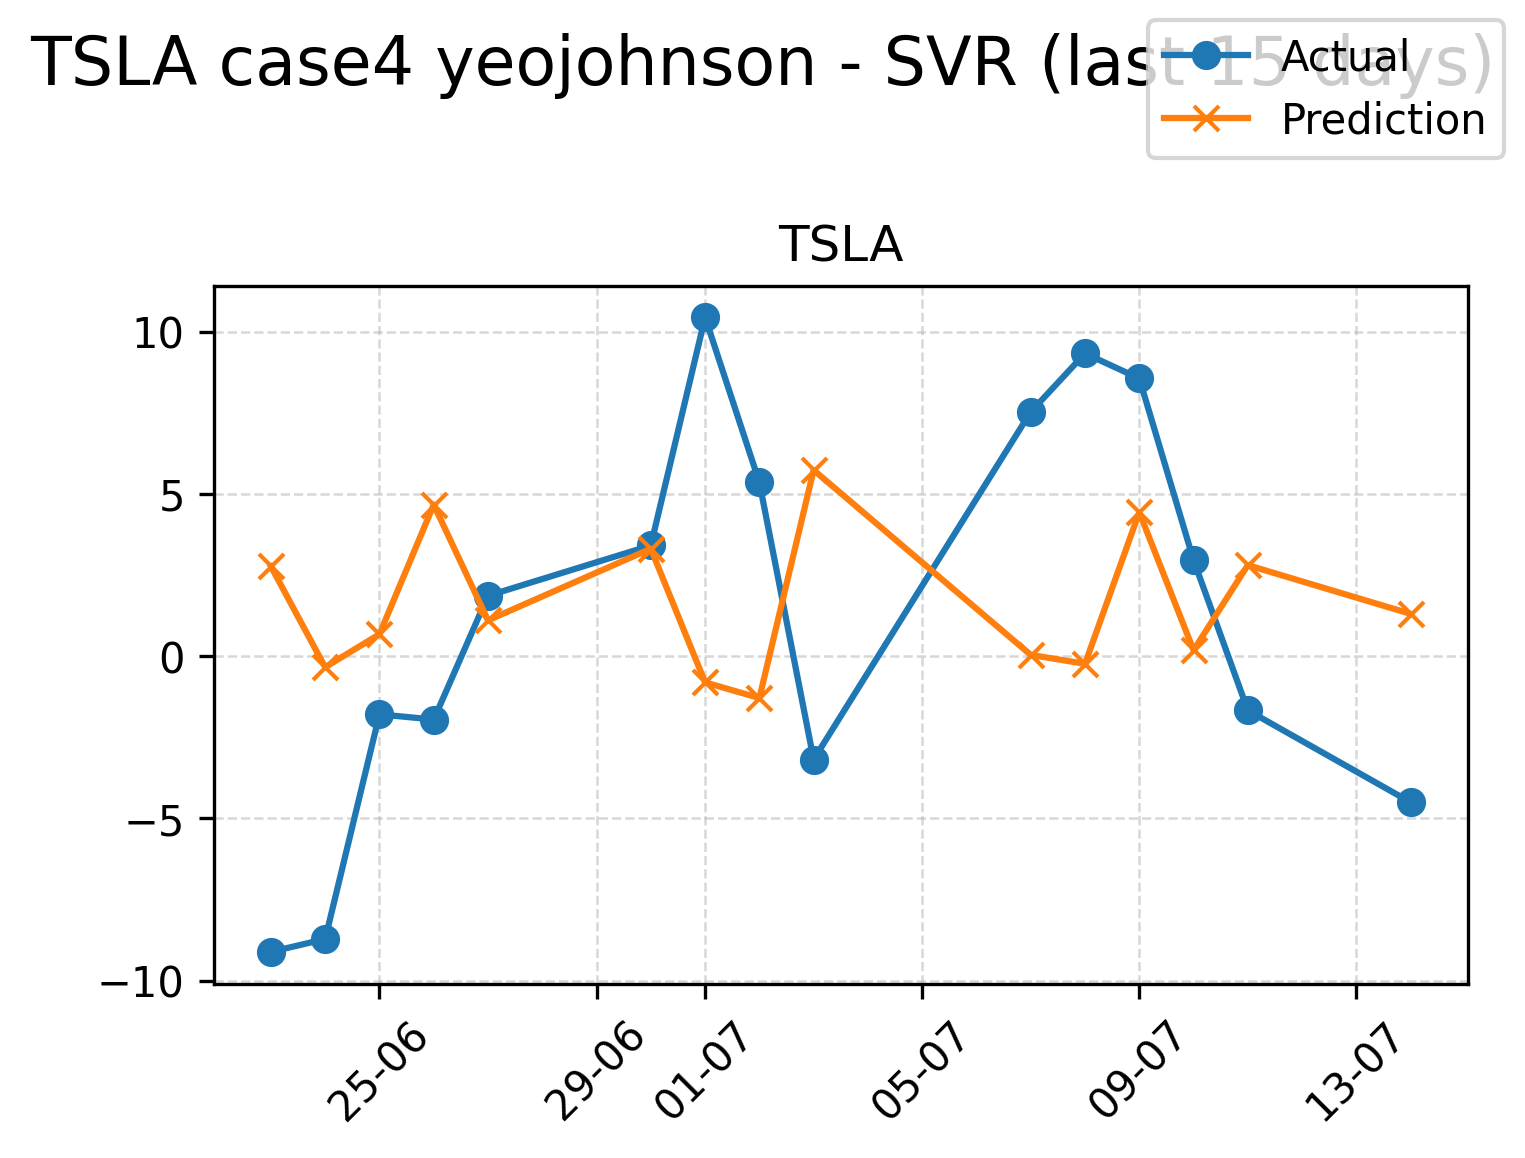 TSLA case4 yeojohnson - SVR (last 15 days)
Actual
Prediction
TSLA
10
5
0
−5
−10
25-06
29-06
01-07
05-07
09-07
13-07